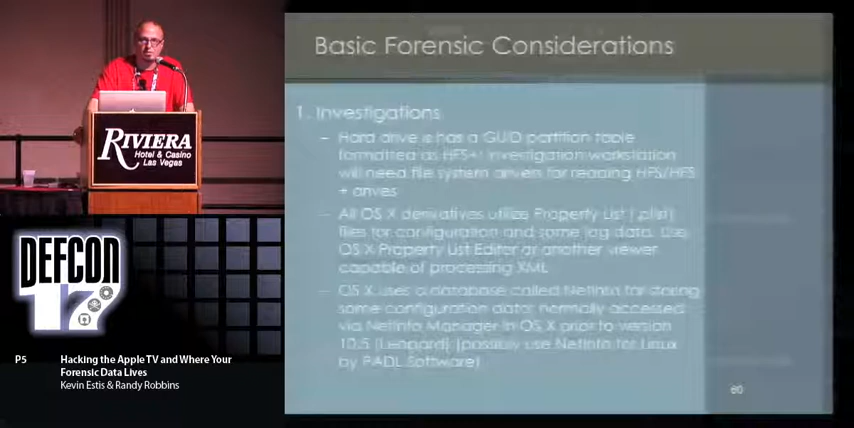 Basic Forensic Considerations
1. Investigations
– Hard drive is has a GUID partition table
formatted as HFS+; investigation workstation
will need file system driven for reading HFS/HFS
+ drives
– All OS X derivatives utilize Property List (.plist)
files for configuration and some log data. Use
OS X Property List Editor or another viewer
capable of processing XML
– OS X uses a database called NetInfo for storing
some configuration data; normally accessed
via NetInfo Manager in OS X prior to version
10.5 (Leopard) (possibly use NetInfo for Linux
by PADL Software)
60
RIVIERA
Hotel & Casino
Las Vegas
DEFCON
17
P5 Hacking the Apple TV and Where Your
Forensic Data Lives
Kevin Estis & Randy Robbins